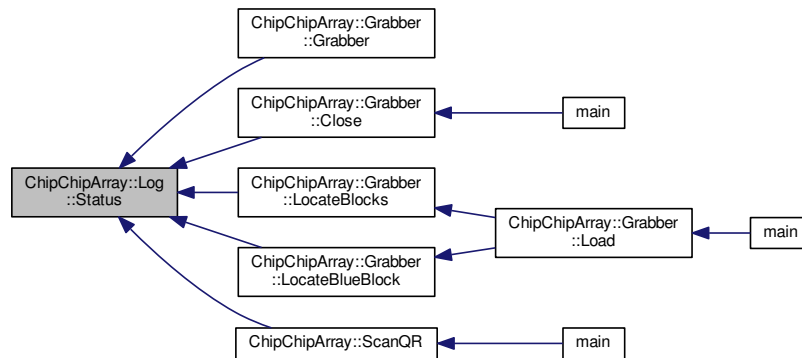 ChipChipArray::Grabber
::Grabber
ChipChipArray::Grabber
::Close
main
ChipChipArray::Log
::Status
ChipChipArray::Grabber
::LocateBlocks
ChipChipArray::Grabber
::Load
main
ChipChipArray::Grabber
::LocateBlueBlock
ChipChipArray::ScanQR
main